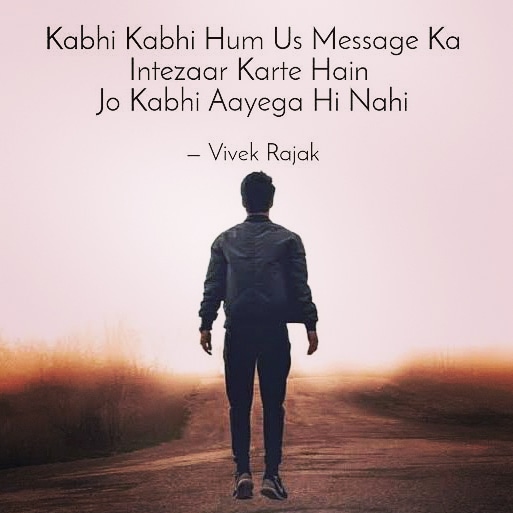 Kabhi Kabhi Hum Us Message Ka
Intezaar Karte Hain
Jo Kabhi Aayega Hi Nahi
— Vivek Rajak